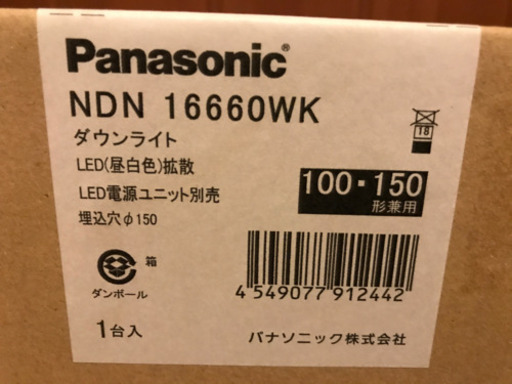 Panasonic®
NDN 16660WK
ダウンライト
LED(昼白色)拡散
LED電源ユニット別売
埋込穴φ150
100・150
形兼用
18
箱
ダンボール
4 549077 912442
1台入
パナソニック株式会社